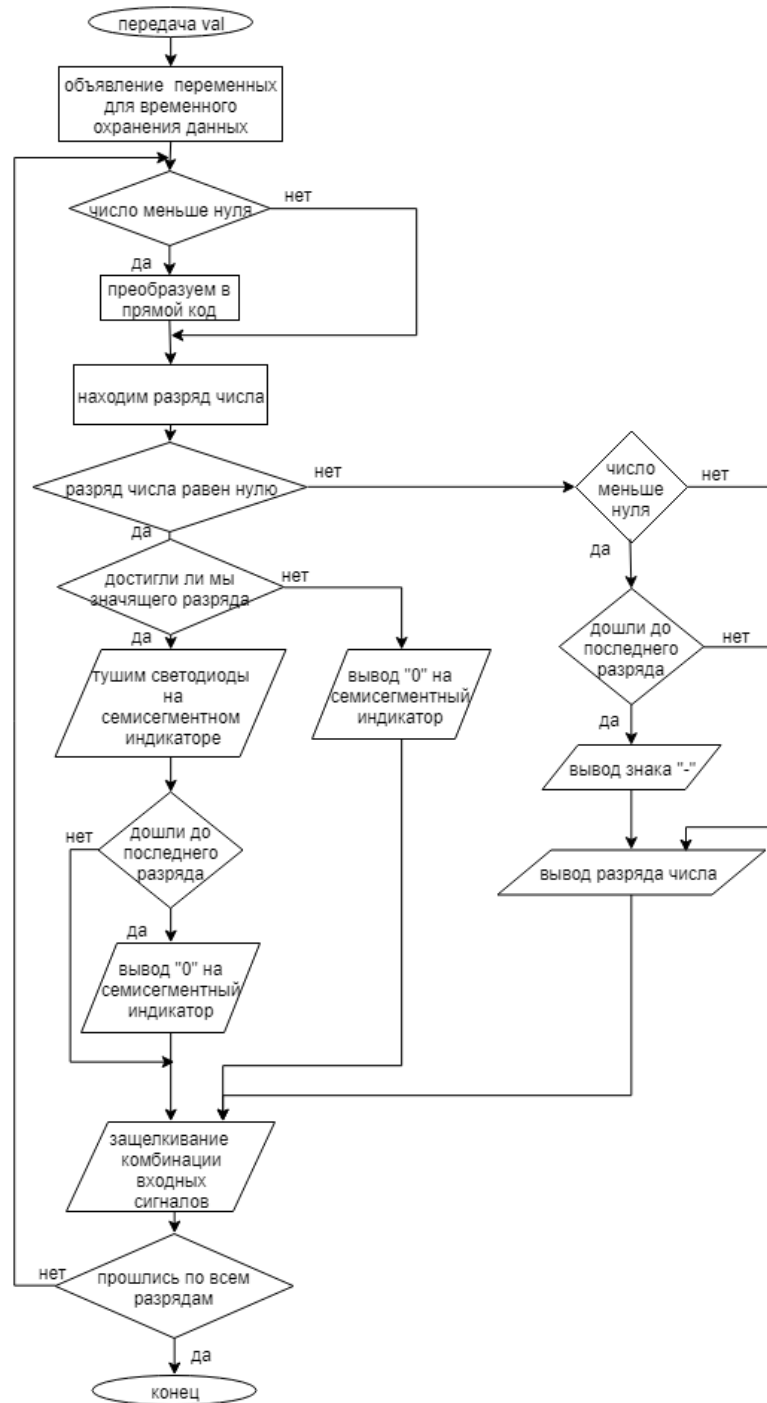 передача val
объявление переменных
для временного
охранения данных
число меньше нуля
нет
да
преобразуем в
прямой код
находим разряд числа
разряд числа равен нулю
нет
да
число
меньше
нуля
нет
да
достигли ли мы
значящего разряда
нет
да
дошли до
последнего
разряда
нет
да
тушим светодиоды
на
семисегментном
индикаторе
вывод "0" на
семисегментный
индикатор
вывод знака "-"
дошли до
последнего
разряда
нет
да
вывод разряда числа
вывод "0" на
семисегментный
индикатор
защелкивание
комбинации
входных
сигналов
прошлись по всем
разрядам
нет
да
конец